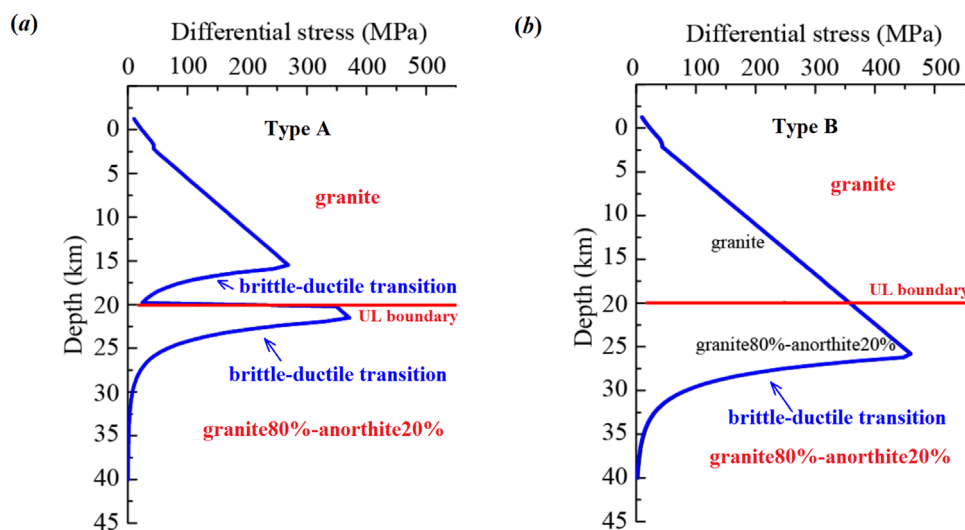 (a)
Differential stress (MPa)
0 100 200 300 400 500
Type A
0
5
10
15
20
25
30
35
40
45
Depth (km)
granite
brittle-ductile transition
UL boundary
brittle-ductile transition
granite80%-anorthite20%
(b)
Differential stress (MPa)
0 100 200 300 400 500
Type B
0
5
10
15
20
25
30
35
40
45
Depth (km)
granite
granite
UL boundary
granite80%-anorthite20%
brittle-ductile transition
granite80%-anorthite20%